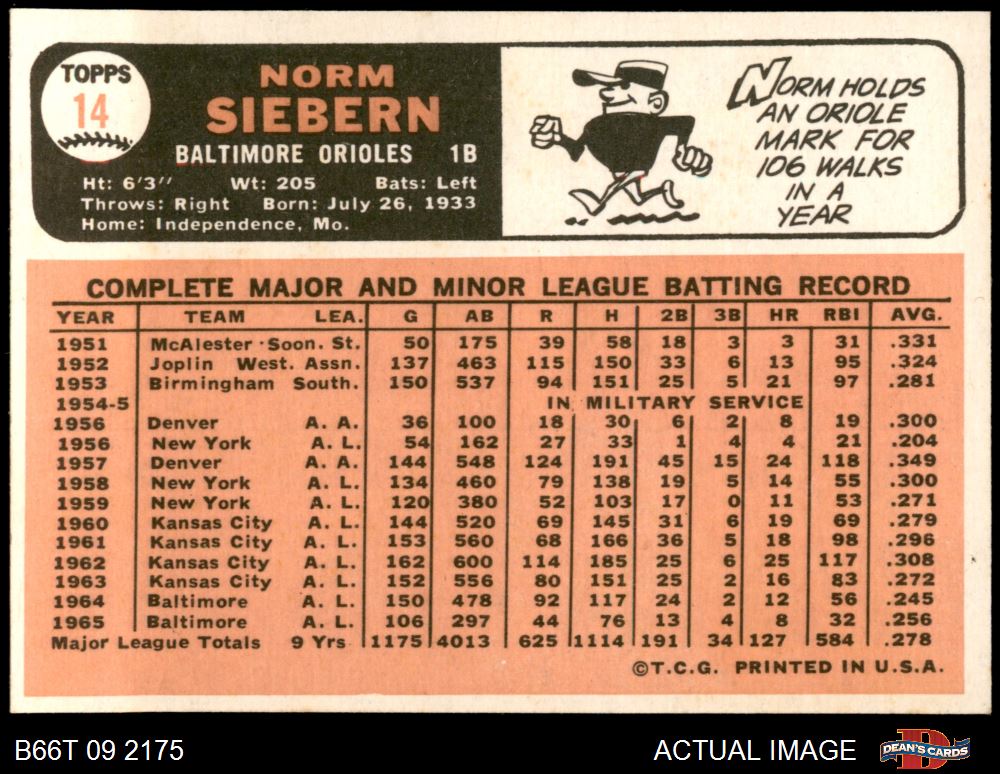 TOPPS
14
NORM
SIEBERN
BALTIMORE ORIOLES 1B
Ht: 6'3" Wt: 205 Bats: Left
Throws: Right Born: July 26, 1933
Home: Independence, Mo.
NORM HOLDS
AN ORIOLE
MARK FOR
106 WALKS
IN A
YEAR
COMPLETE MAJOR AND MINOR LEAGUE BATTING RECORD
YEAR TEAM LEA. G AB R H 2B 3B HR RBI AVG.
1951 McAlester Soon. St. 50 175 39 58 18 3 3 31 .331
1952 Joplin West. Assn. 137 463 115 150 33 6 13 95 .324
1953 Birmingham South. 150 537 94 151 25 5 21 97 .281
1954-5 IN MILITARY SERVICE
1956 Denver A. A. 36 100 18 30 6 2 8 19 .300
1956 New York A. L. 54 162 27 33 1 4 4 21 .204
1957 Denver A. A. 144 548 124 191 45 15 24 118 .349
1958 New York A. L. 134 460 79 138 19 5 14 55 .300
1959 New York A. L. 120 380 52 103 17 0 11 53 .271
1960 Kansas City A. L. 144 520 69 145 31 6 19 69 .279
1961 Kansas City A. L. 153 560 68 166 36 5 18 98 .296
1962 Kansas City A. L. 162 600 114 185 25 6 25 117 .308
1963 Kansas City A. L. 152 556 80 151 25 2 16 83 .272
1964 Baltimore A. L. 150 478 92 117 24 2 12 56 .245
1965 Baltimore A. L. 106 297 44 76 13 4 8 32 .256
Major League Totals 9 Yrs 1175 4013 625 1114 191 34 127 584 .278
©T.C.G. PRINTED IN U.S.A.
B66T 09 2175 ACTUAL IMAGE DEAN'S CARDS